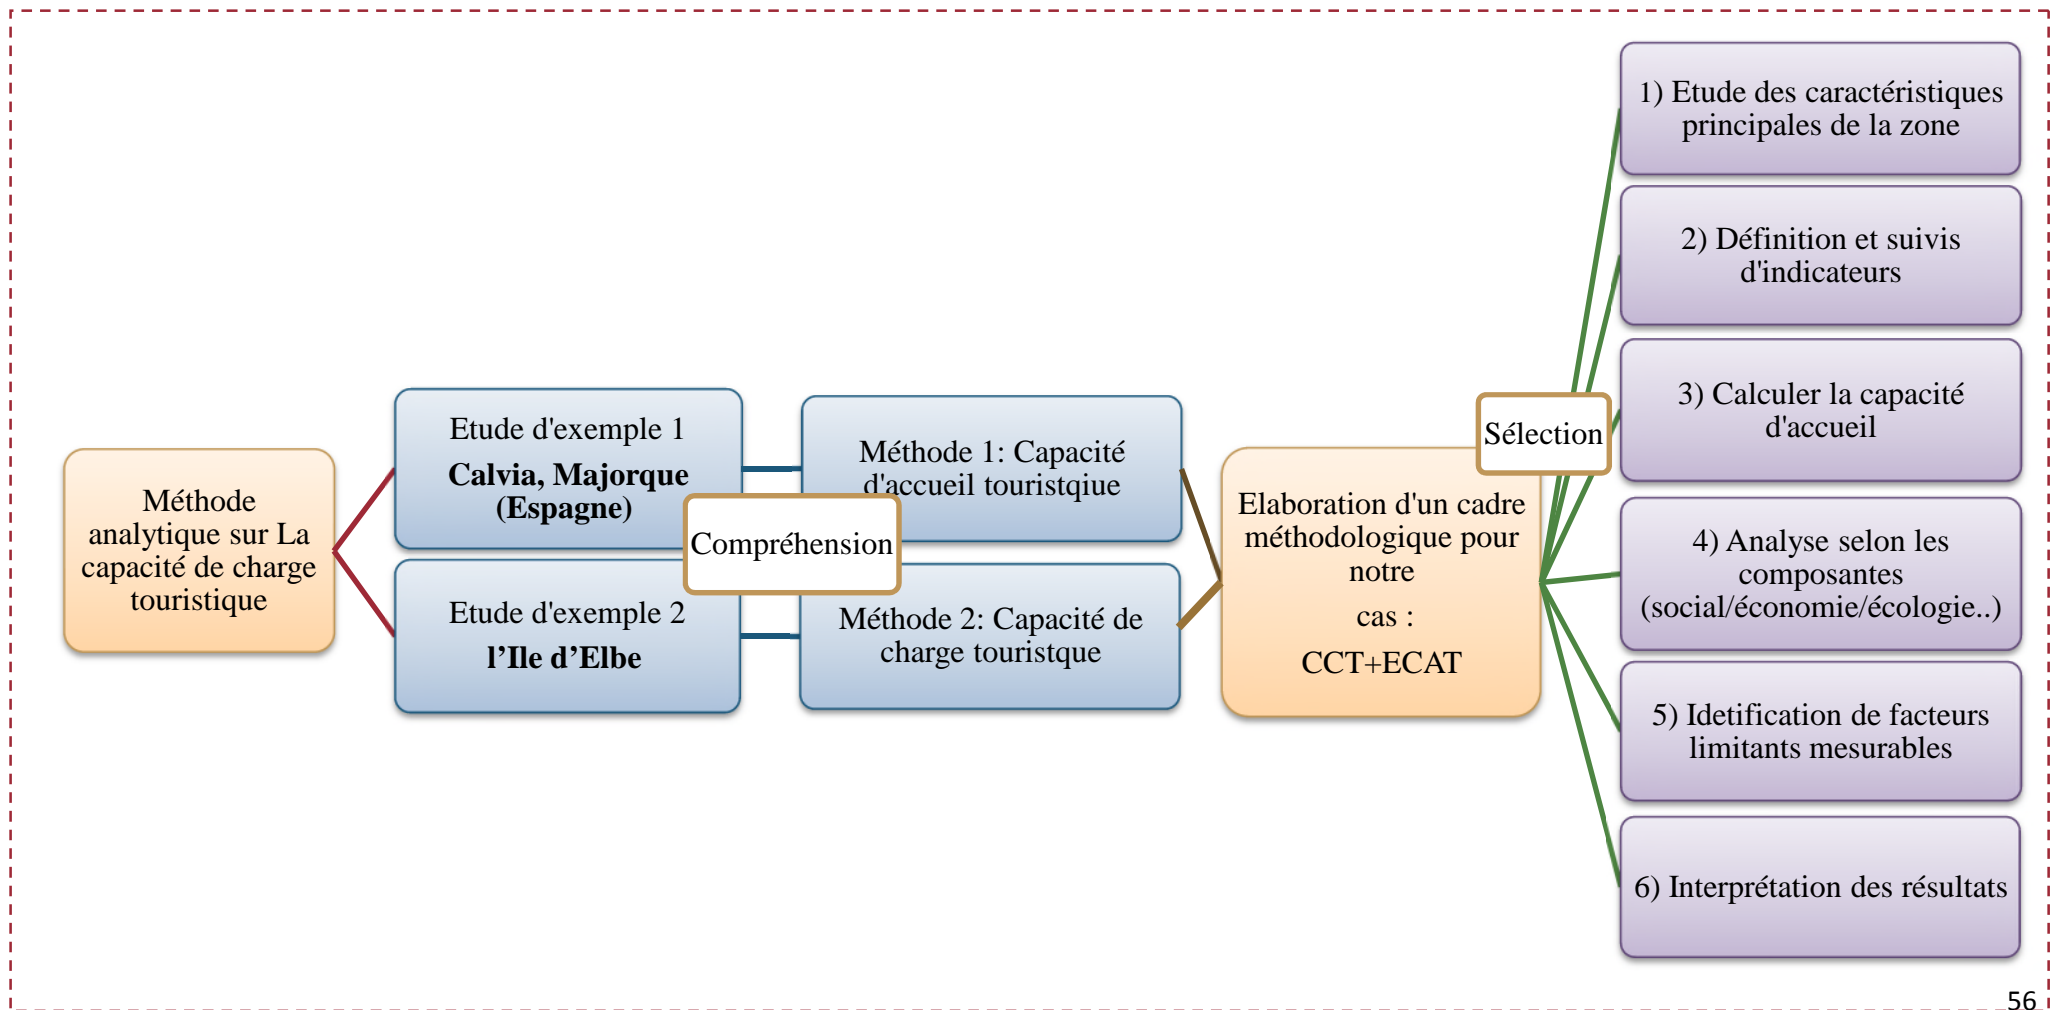 Méthode
analytique sur La
capacité de charge
touristique
Etude d'exemple 1
Calvia, Majorque
(Espagne)
Etude d'exemple 2
l’Ile d’Elbe
Compréhension
Méthode 1: Capacité
d'accueil touristqiue
Méthode 2: Capacité de
charge touristque
Elaboration d'un cadre
méthodologique pour
notre
cas :
CCT+ECAT
Sélection
1) Etude des caractéristiques
principales de la zone
2) Définition et suivis
d'indicateurs
3) Calculer la capacité
d'accueil
4) Analyse selon les
composantes
(social/économie/écologie..)
5) Idetification de facteurs
limitants mesurables
6) Interprétation des résultats
56